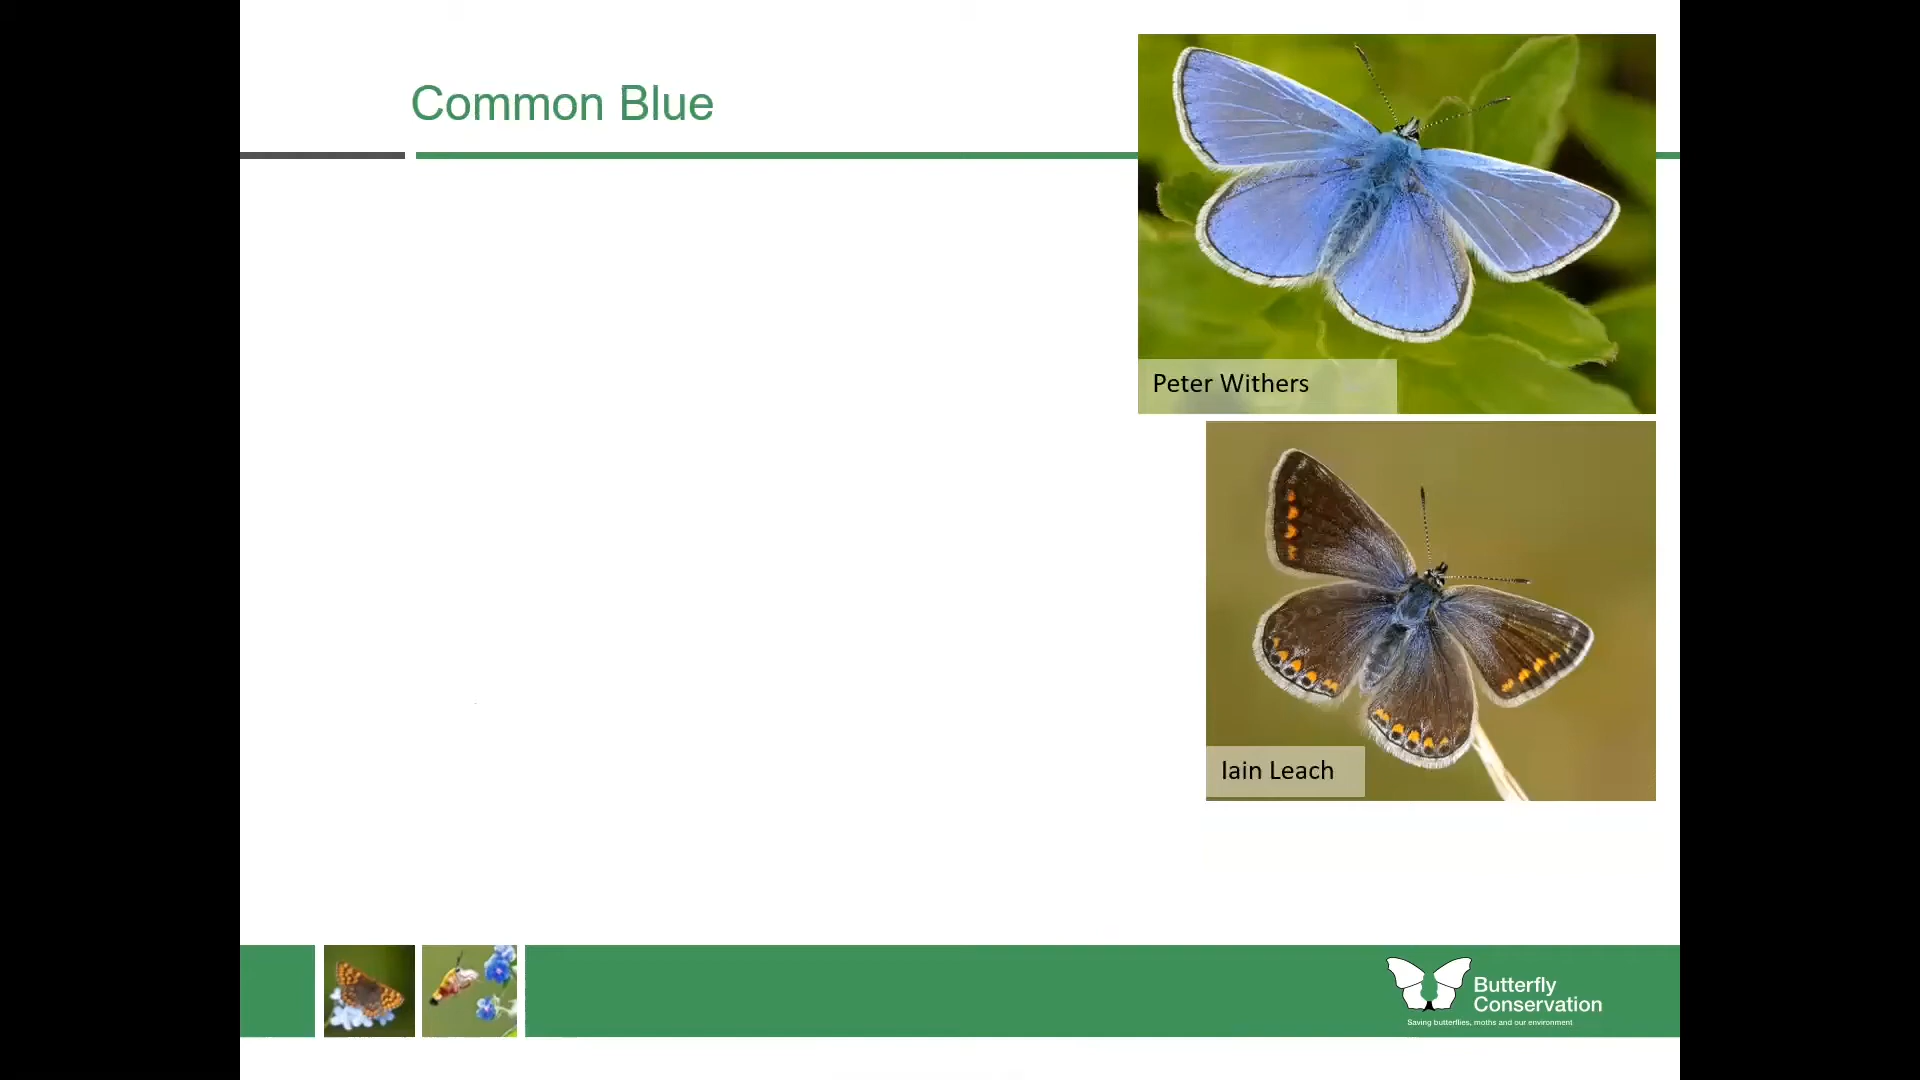 Common Blue
Peter Withers
Iain Leach
Butterfly
Conservation
Saving butterflies, moths and our environment